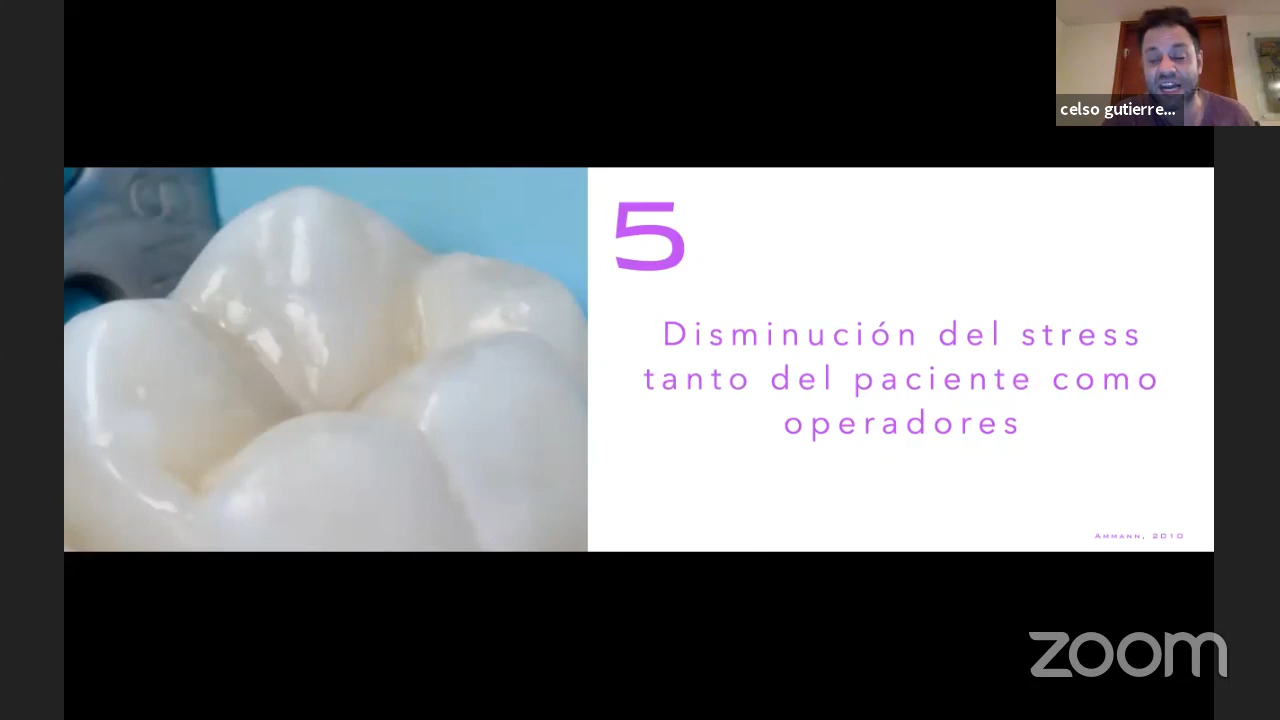 celso gutierre...
5
Disminución del stress
tanto del paciente como
operadores
Ammann, 2010
zoom